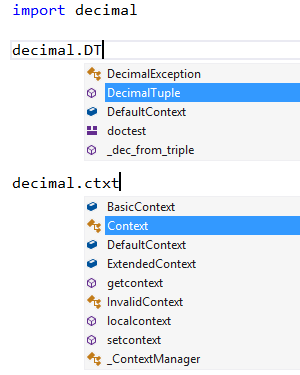 import decimal
decimal.DT
DecimalException
DecimalTuple
DefaultContext
doctest
_dec_from_triple
decimal.ctxt
BasicContext
Context
DefaultContext
ExtendedContext
getcontext
InvalidContext
localcontext
setcontext
_ContextManager